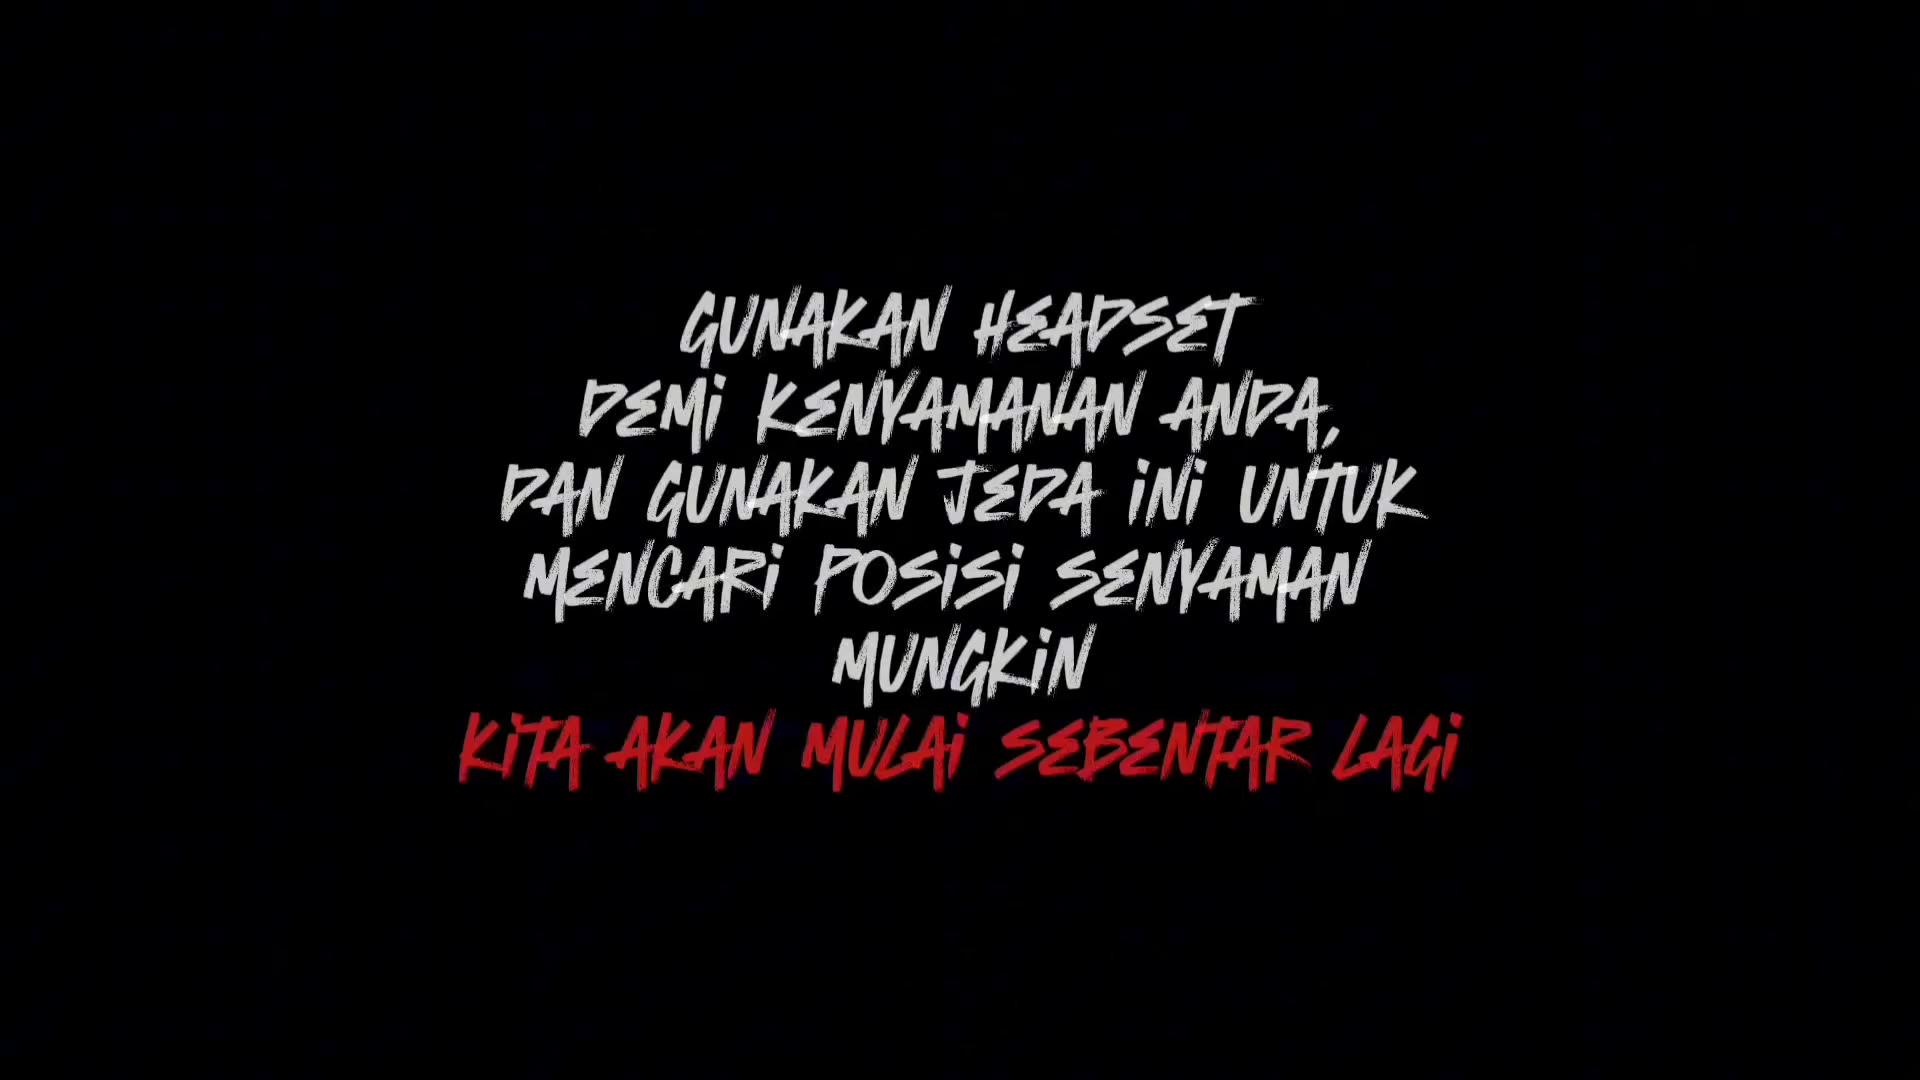 GUNAKAN HEADSET
DEMI KENYAMANAN ANDA,
DAN GUNAKAN JEDA INI UNTUK
MENCARI POSISI SENYAMAN
MUNGKIN
KITA AKAN MULAI SEBENTAR LAGI